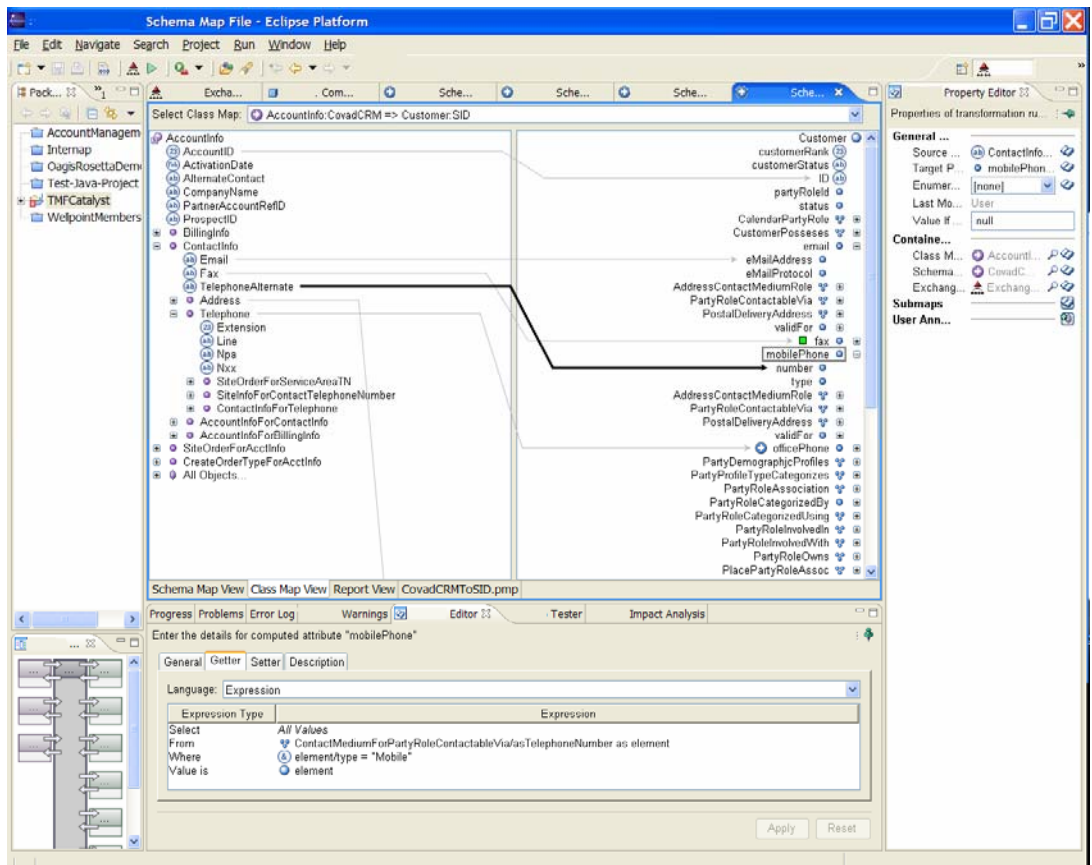 Schema Map File - Eclipse Platform
File Edit Navigate Search Project Run Window Help
Pack...
AccountManagem
Internap
OagisRosettaDem
Test-Java-Project
TMFCatalyst
WellpointMembers
Excha... . Com... Sche... Sche... Sche... Sche...
Select Class Map: AccountInfo:CovadCRM => Customer:SID
AccountInfo
AccountID
ActivationDate
AlternateContact
CompanyName
PartnerAccountRefID
ProspectID
BillingInfo
ContactInfo
Email
Fax
TelephoneAlternate
Address
Telephone
Extension
Line
Npa
Nxx
SiteOrderForServiceAreaTN
SiteInfoForContactTelephoneNumber
ContactInfoForTelephone
AccountInfoForContactInfo
AccountInfoForBillingInfo
SiteOrderForAcctInfo
CreateOrderTypeForAcctInfo
All Objects...
Customer
customerRank
customerStatus
ID
partyRoleId
status
CalendarPartyRole
CustomerPosseses
email
eMailAddress
eMailProtocol
AddressContactMediumRole
PartyRoleContactableVia
PostalDeliveryAddress
validFor
fax
mobilePhone
number
type
AddressContactMediumRole
PartyRoleContactableVia
PostalDeliveryAddress
validFor
officePhone
PartyDemographjcProfiles
PartyProfileTypeCategorizes
PartyRoleAssociation
PartyRoleCategorizedBy
PartyRoleCategorizedUsing
PartyRoleInvolvedIn
PartyRoleInvolvedWith
PartyRoleOwns
PlacePartyRoleAssoc
Schema Map View Class Map View Report View CovadCRMToSID.pmp
Property Editor
Properties of transformation ru...
General ...
Source ... ContactInfo...
Target P... mobilePhon...
Enumer... [none]
Last Mo... User
Value If ... null
Containe...
Class M... AccountI...
Schema... CovadC...
Exchang... Exchang...
Submaps
User Ann...
Progress Problems Error Log Warnings Editor Tester Impact Analysis
Enter the details for computed attribute "mobilePhone"
General Getter Setter Description
Language: Expression
Expression Type Expression
Select All Values
From ContactMediumForPartyRoleContactableVia/asTelephoneNumber as element
Where element/type = "Mobile"
Value is element
Apply Reset